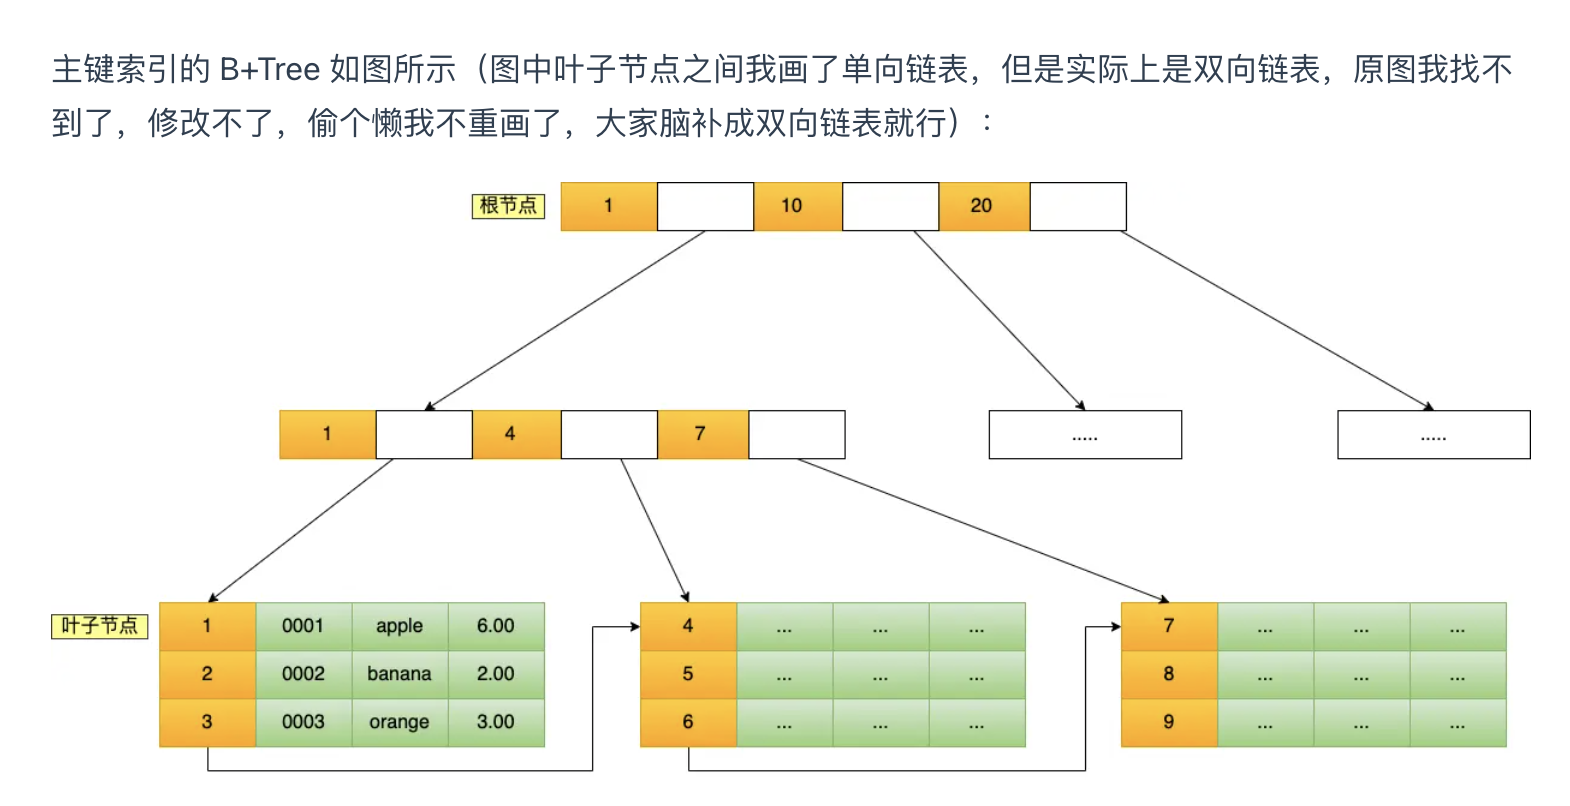 主键索引的 B+Tree 如图所示（图中叶子节点之间我画了单向链表，但是实际上是双向链表，原图我找不
到了，修改不了，偷个懒我不重画了，大家脑补成双向链表就行）：
根节点 1 10 20
1 4 7 ..... .....
叶子节点 1 0001 apple 6.00 4 ... ... ... 7 ... ... ...
2 0002 banana 2.00 5 ... ... ... 8 ... ... ...
3 0003 orange 3.00 6 ... ... ... 9 ... ... ...